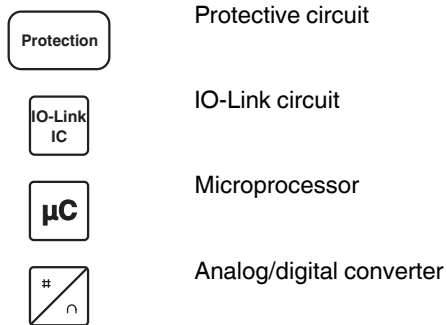 Protection
Protective circuit
IO-Link
IC
IO-Link circuit
µC
Microprocessor
#
∩
Analog/digital converter